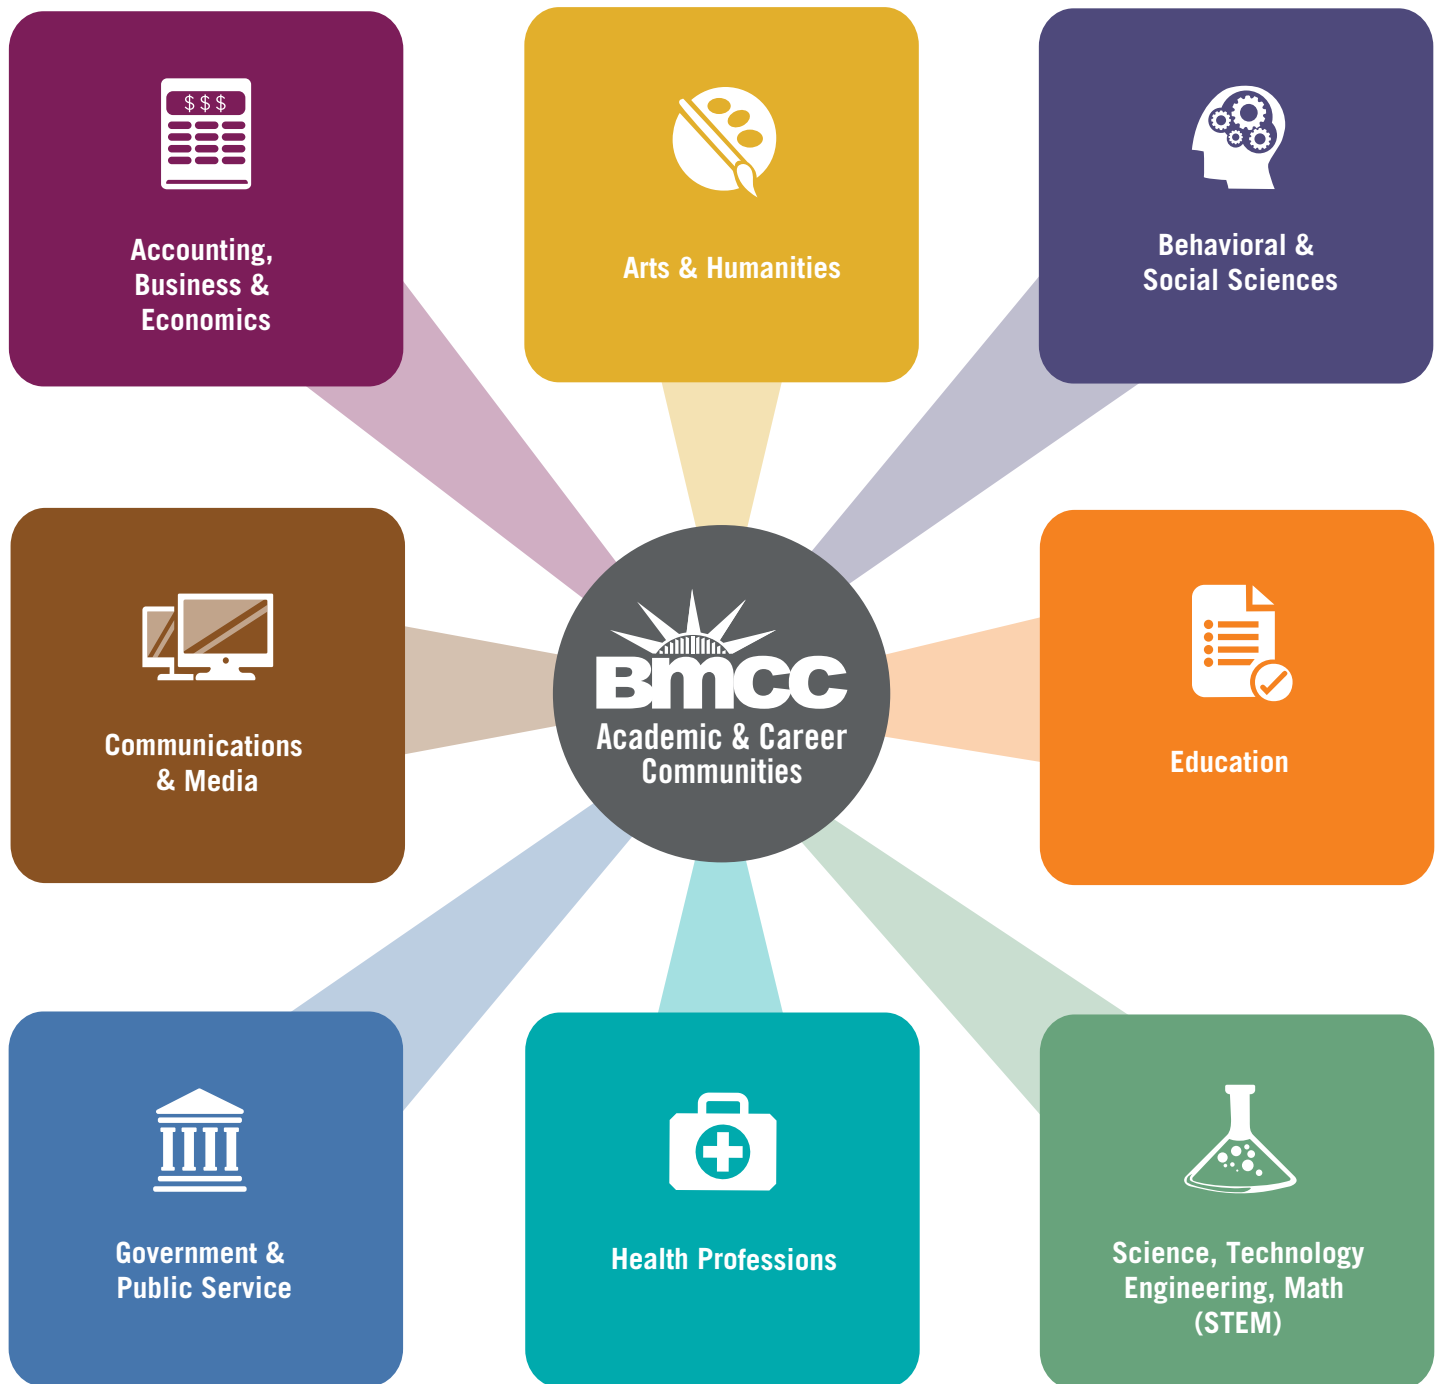 $ $ $
Accounting,
Business &
Economics
Arts & Humanities
Behavioral &
Social Sciences
Communications
& Media
BMCC
Academic & Career
Communities
Education
Government &
Public Service
Health Professions
Science, Technology
Engineering, Math
(STEM)